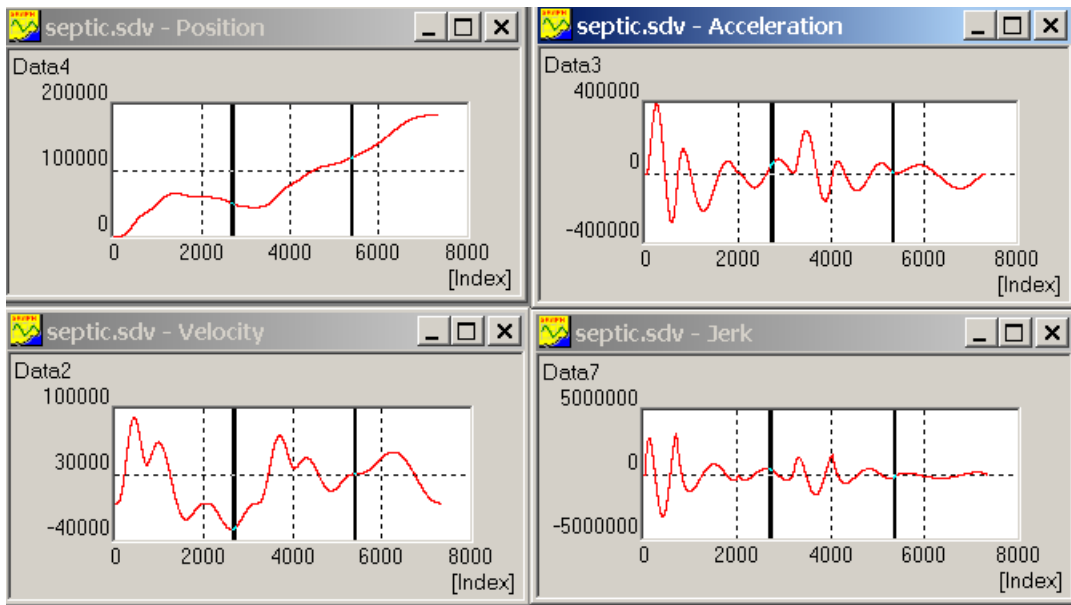 septic.sdv - Position
Data4
200000
100000
0
0 2000 4000 6000 8000
[Index]
septic.sdv - Acceleration
Data3
400000
0
-400000
0 2000 4000 6000 8000
[Index]
septic.sdv - Velocity
Data2
100000
30000
-40000
0 2000 4000 6000 8000
[Index]
septic.sdv - Jerk
Data7
5000000
0
-5000000
0 2000 4000 6000 8000
[Index]